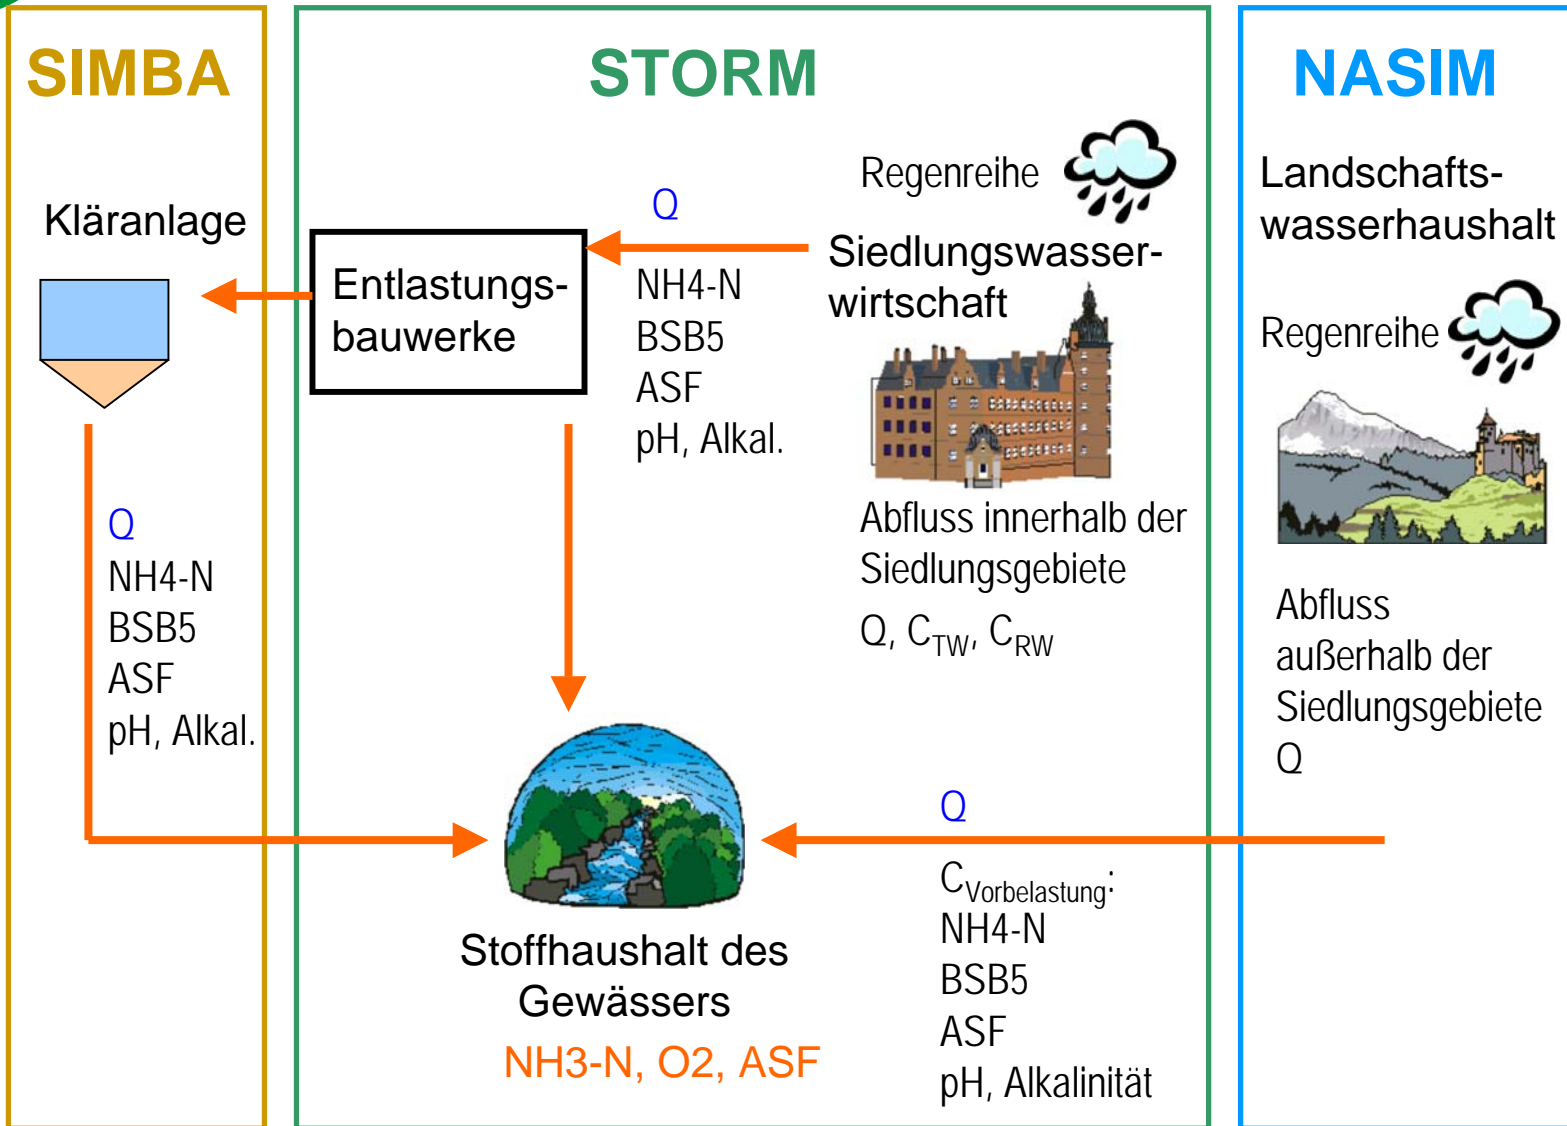 SIMBA
Kläranlage
Q
NH4-N
BSB5
ASF
pH, Alkal.
STORM
Regenreihe
Siedlungswasser-
wirtschaft
Q
NH4-N
BSB5
ASF
pH, Alkal.
Entlastungs-
bauwerke
Abfluss innerhalb der
Siedlungsgebiete
Q, CTW, CRW
Stoffhaushalt des
Gewässers
NH3-N, O2, ASF
Q
CVorbelastung:
NH4-N
BSB5
ASF
pH, Alkalinität
NASIM
Landschafts-
wasserhaushalt
Regenreihe
Abfluss
außerhalb der
Siedlungsgebiete
Q